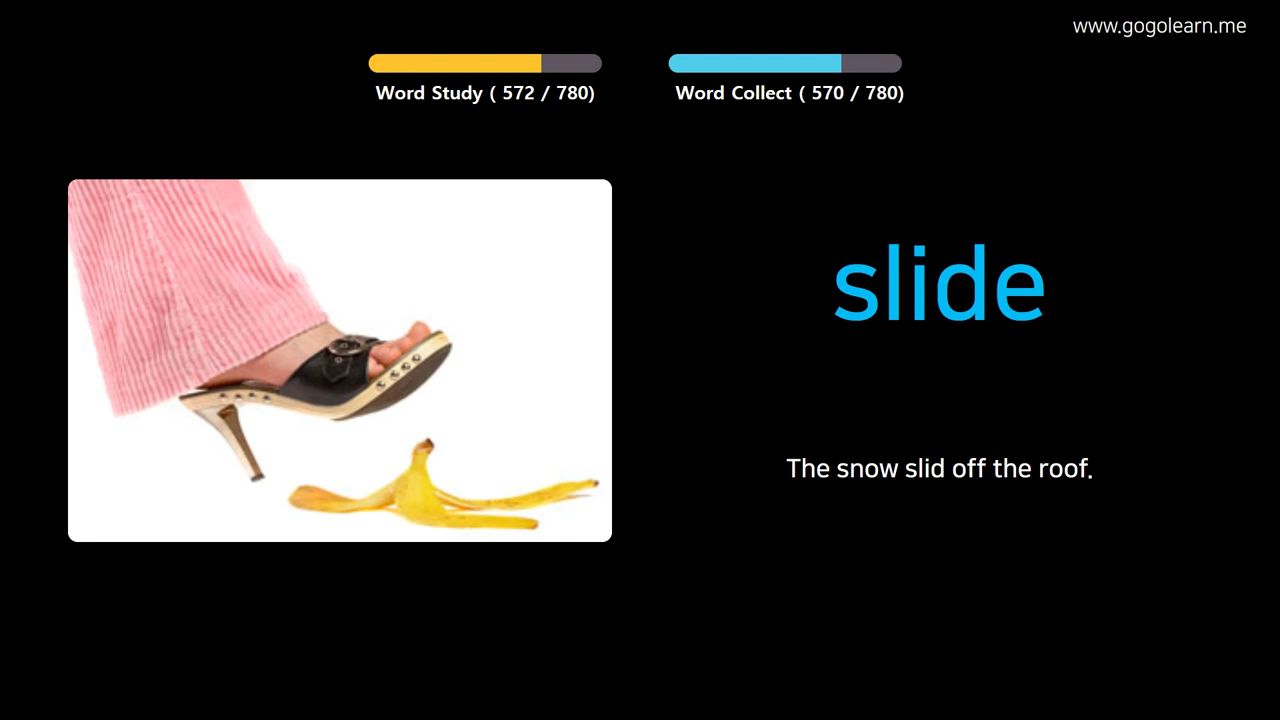 www.gogolearn.me
Word Study ( 572 / 780)
Word Collect ( 570 / 780)
slide
The snow slid off the roof.